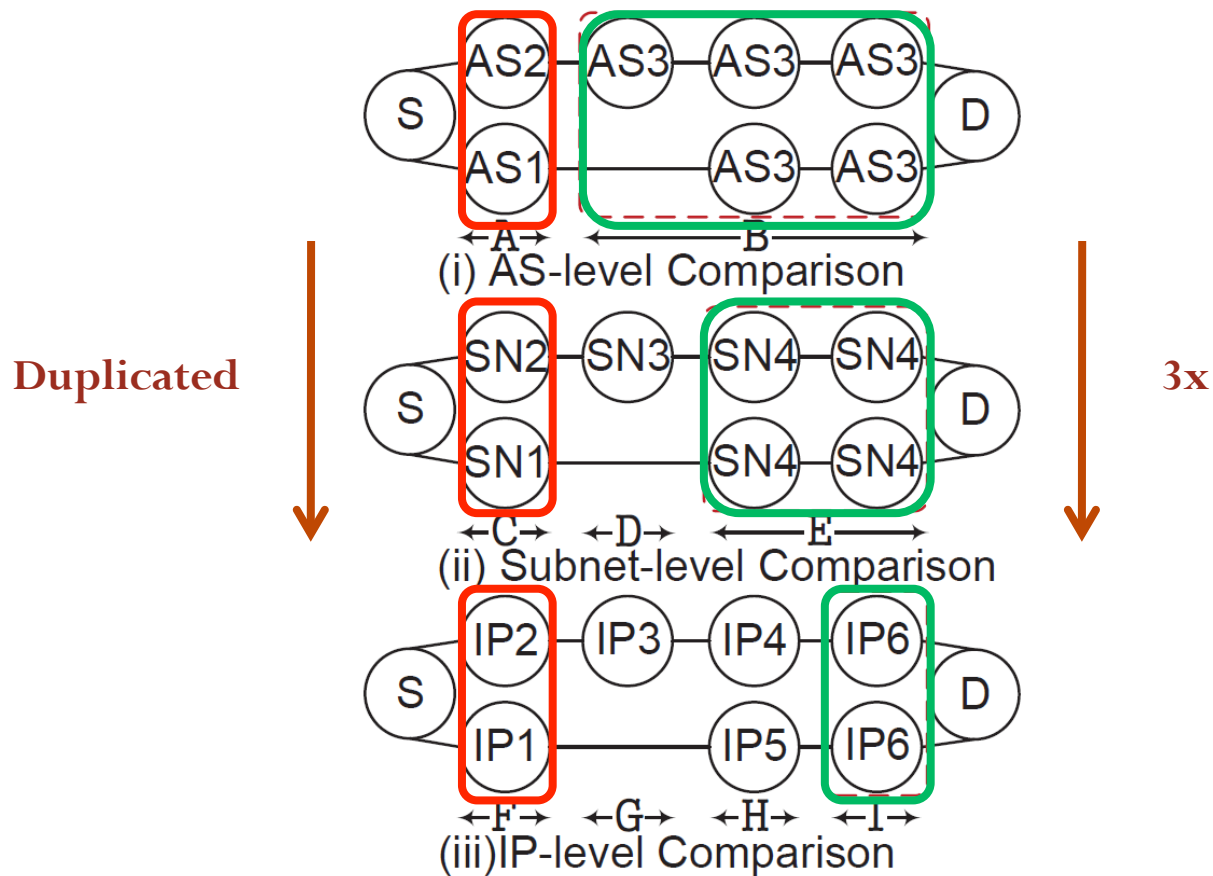 AS2 AS3 AS3 AS3
S D
AS1 AS3 AS3
A B
(i) AS-level Comparison
SN2 SN3 SN4 SN4
Duplicated S D 3x
SN1 SN4 SN4
C D E
(ii) Subnet-level Comparison
IP2 IP3 IP4 IP6
S D
IP1 IP5 IP6
F G H I
(iii)IP-level Comparison